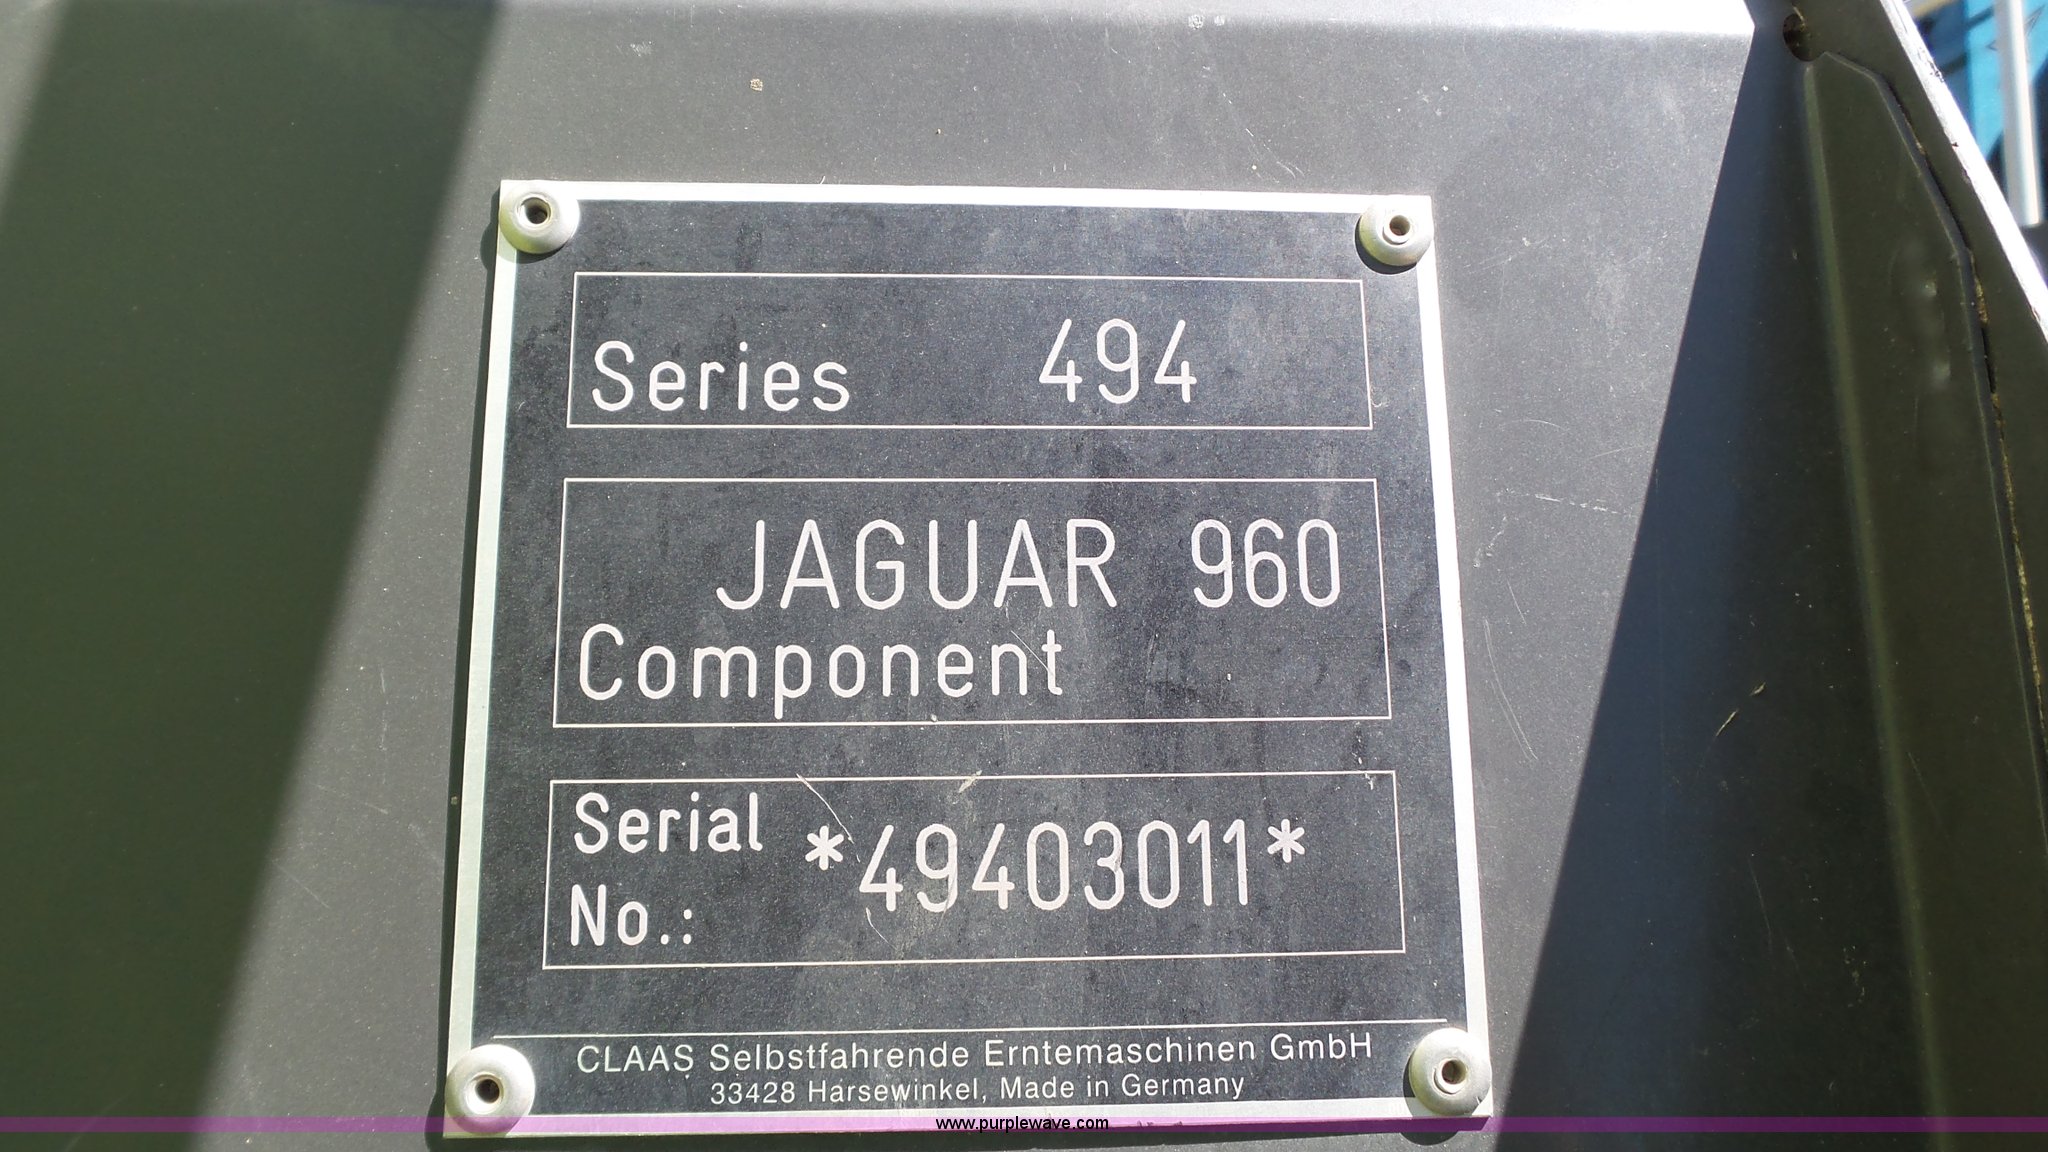 Series 494
JAGUAR 960
Component
Serial
No.: *49403011*
CLAAS Selbstfahrende Erntemaschinen GmbH
33428 Harsewinkel, Made in Germany
www.purplewave.com